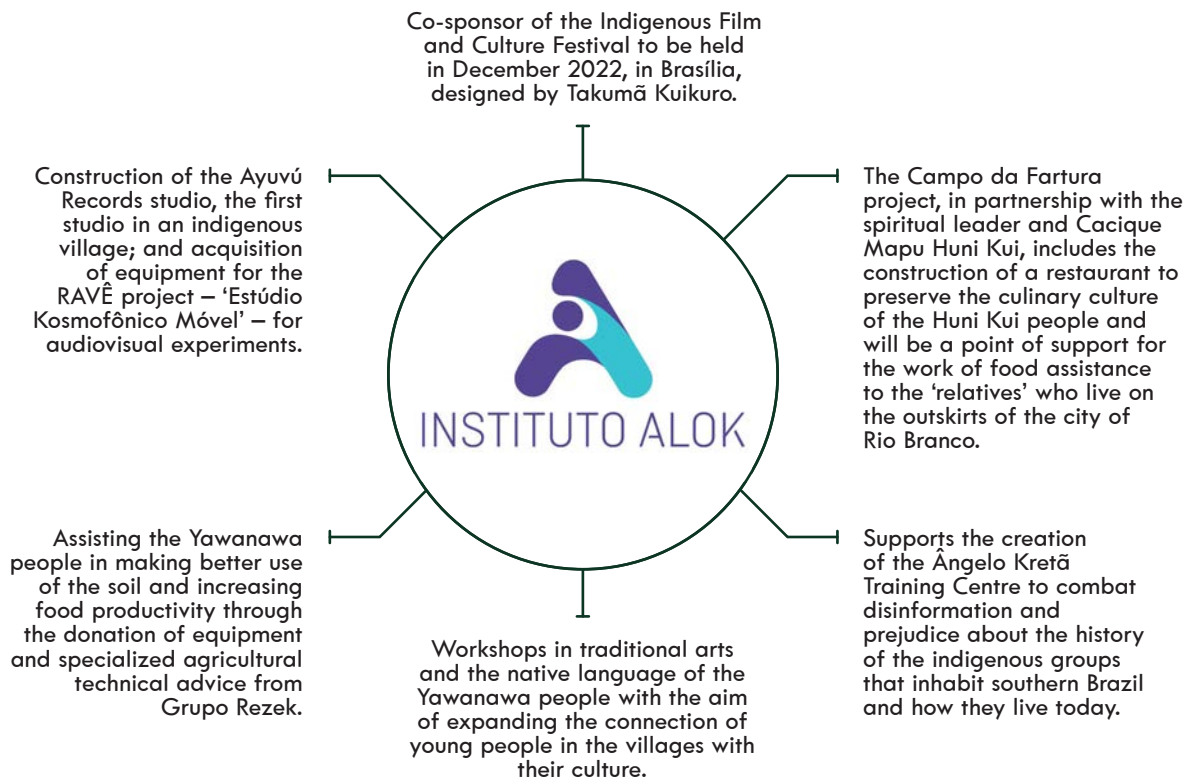 Co-sponsor of the Indigenous Film
and Culture Festival to be held
in December 2022, in Brasília,
designed by Takumã Kuikuro.
Construction of the Ayuvú
Records studio, the first
studio in an indigenous
village; and acquisition
of equipment for the
RAVÊ project – ‘Estúdio
Kosmofônico Móvel’ – for
audiovisual experiments.
The Campo da Fartura
project, in partnership with the
spiritual leader and Cacique
Mapu Huni Kui, includes the
construction of a restaurant to
preserve the culinary culture
of the Huni Kui people and
will be a point of support for
the work of food assistance
to the ‘relatives’ who live on
the outskirts of the city of
Rio Branco.
INSTITUTO ALOK
Assisting the Yawanawa
people in making better use
of the soil and increasing
food productivity through
the donation of equipment
and specialized agricultural
technical advice from
Grupo Rezek.
Workshops in traditional arts
and the native language of the
Yawanawa people with the aim
of expanding the connection of
young people in the villages with
their culture.
Supports the creation
of the Ângelo Kretã
Training Centre to combat
disinformation and
prejudice about the history
of the indigenous groups
that inhabit southern Brazil
and how they live today.